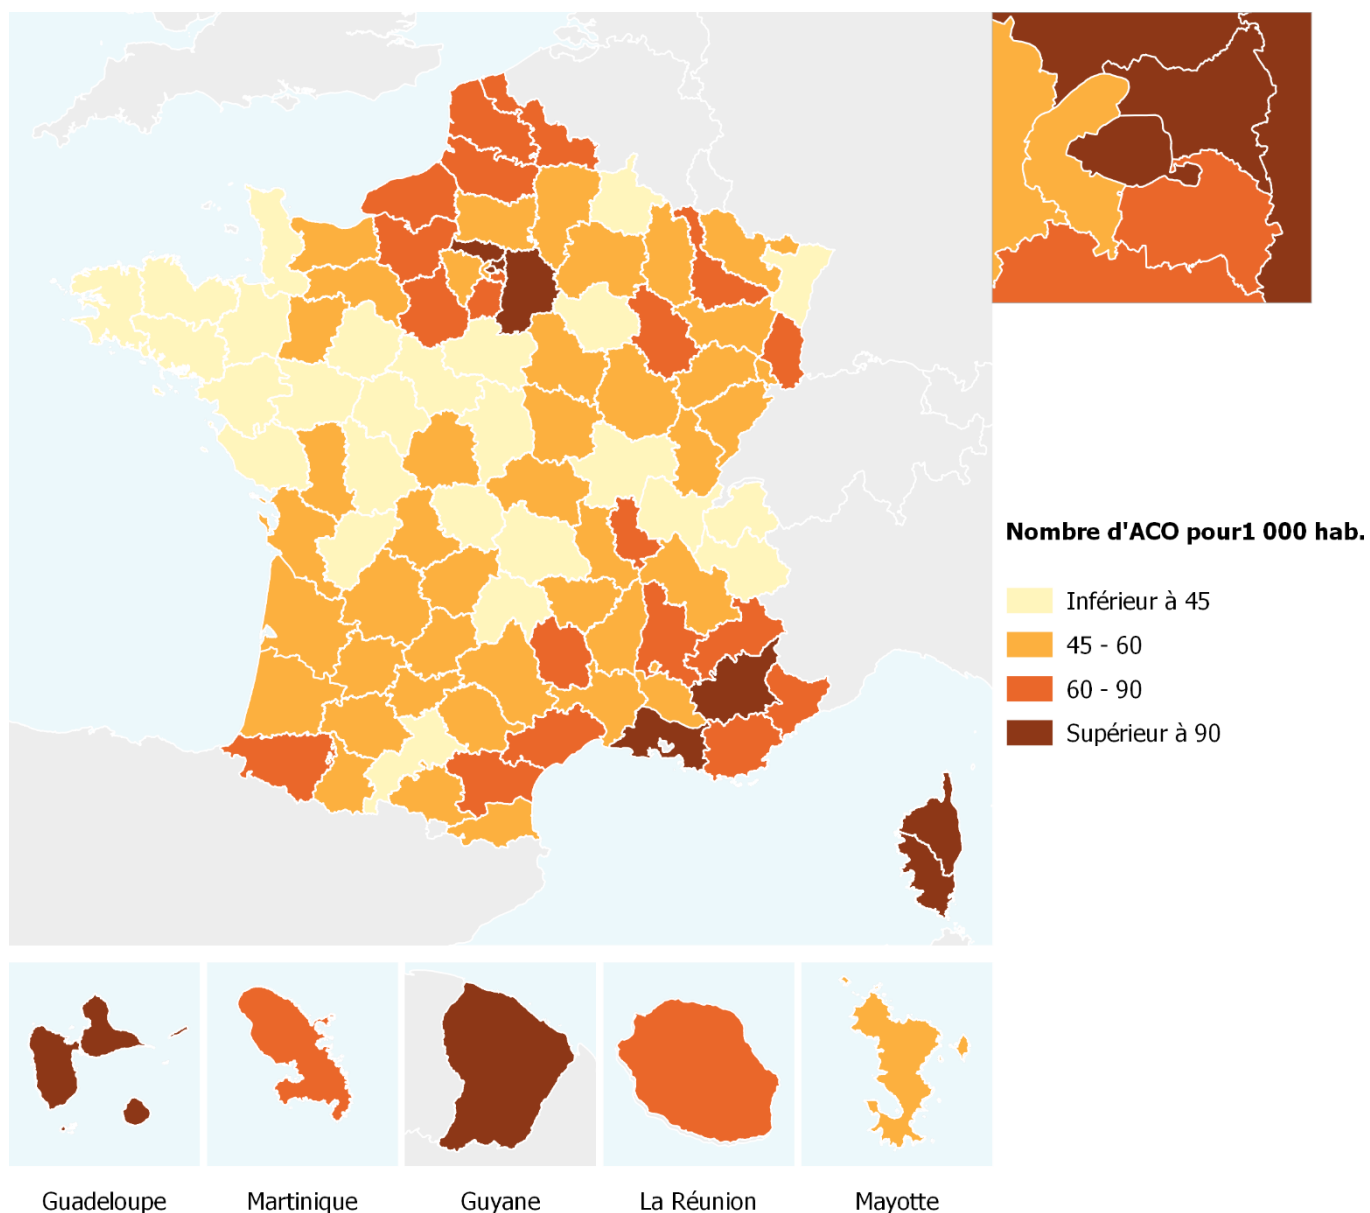 Nombre d'ACO pour1 000 hab.
Inférieur à 45
45 - 60
60 - 90
Supérieur à 90
Guadeloupe
Martinique
Guyane
La Réunion
Mayotte